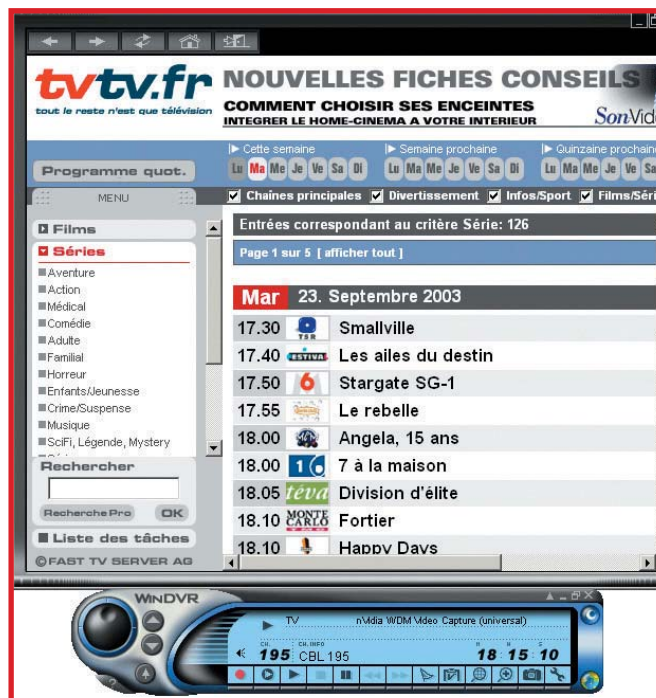 tvtv.fr
tout le reste n'est que télévision
NOUVELLES FICHES CONSEILS
COMMENT CHOISIR SES ENCEINTES
INTEGRER LE HOME-CINEMA A VOTRE INTERIEUR
Son-Vidé
Programme quot.
Cette semaine
Semaine prochaine
Quinzaine prochaine
Lu Ma Me Je Ve Sa Di
Lu Ma Me Je Ve Sa Di
Lu Ma Me Je Ve Sa
MENU
Chaînes principales Divertissement Infos/Sport Films/Séri
Films
Séries
Aventure
Action
Médical
Comédie
Adulte
Familial
Horreur
Enfants/Jeunesse
Crime/Suspense
Musique
SciFi, Légende, Mystery
Rechercher
Recherche Pro OK
Liste des tâches
©FAST TV SERVER AG
Entrées correspondant au critère Série: 126
Page 1 sur 5 [ afficher tout ]
Mar 23. Septembre 2003
17.30 TSR Smallville
17.40 FESTIVAL Les ailes du destin
17.50 6 Stargate SG-1
17.55 Le rebelle
18.00 Angela, 15 ans
18.00 7 à la maison
18.05 téva Division d'élite
18.10 MONTE CARLO TMC Fortier
18.10 Happy Days
WINDVR
TV nVidia WDM Video Capture (universal)
CH. CH. INFO H M S
195 CBL 195 18:15:10